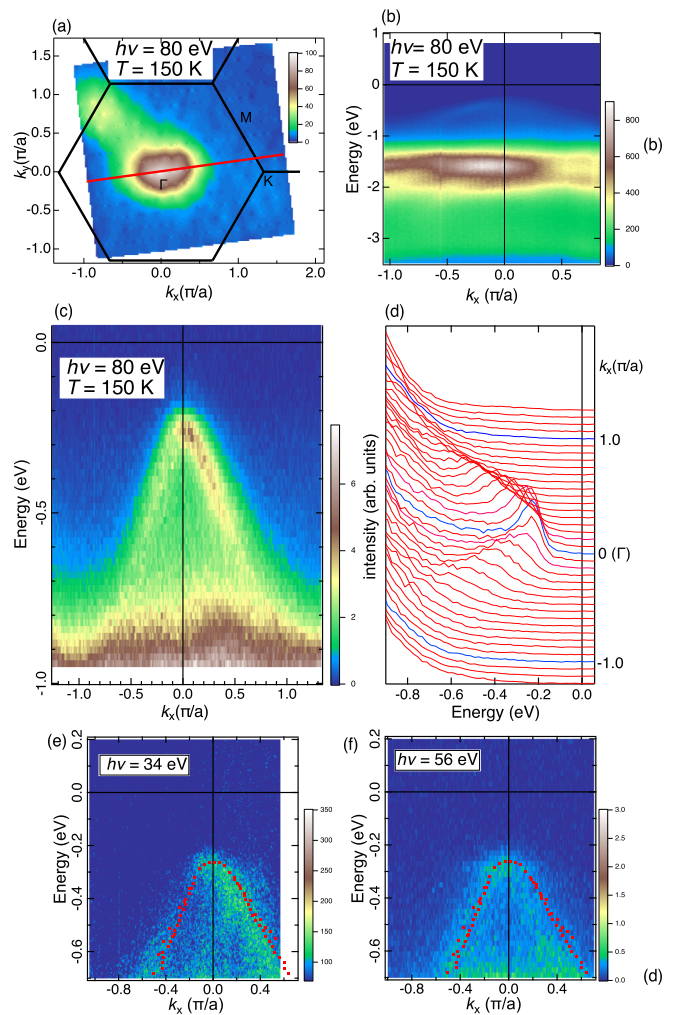 (a)
hν = 80 eV
T = 150 K
1.5
1.0
0.5
0.0
-0.5
-1.0
k_y(π/a)
M
Γ
K
100
80
60
40
20
0
-1.0
0.0
1.0
2.0
k_x(π/a)
(b)
hν= 80 eV
T = 150 K
0
-1
-2
-3
Energy (eV)
-1.0
-0.5
0.0
0.5
k_x (π/a)
800
600
400
200
0
(b)
(c)
hν = 80 eV
T = 150 K
0.0
-0.5
-1.0
Energy (eV)
-1.0
-0.5
0.0
0.5
1.0
k_x(π/a)
6
4
2
0
(d)
k_x(π/a)
1.0
0 (Γ)
-1.0
intensity (arb. units)
-0.8
-0.6
-0.4
-0.2
0.0
Energy (eV)
(e)
hν = 34 eV
0.2
0.0
-0.2
-0.4
-0.6
Energy (eV)
-0.8
-0.4
0.0
0.4
k_x (π/a)
350
300
250
200
150
100
(f)
hν = 56 eV
0.2
0.0
-0.2
-0.4
-0.6
Energy (eV)
-0.8
-0.4
0.0
0.4
k_x (π/a)
3.0
2.5
2.0
1.5
1.0
0.5
0.0
(d)